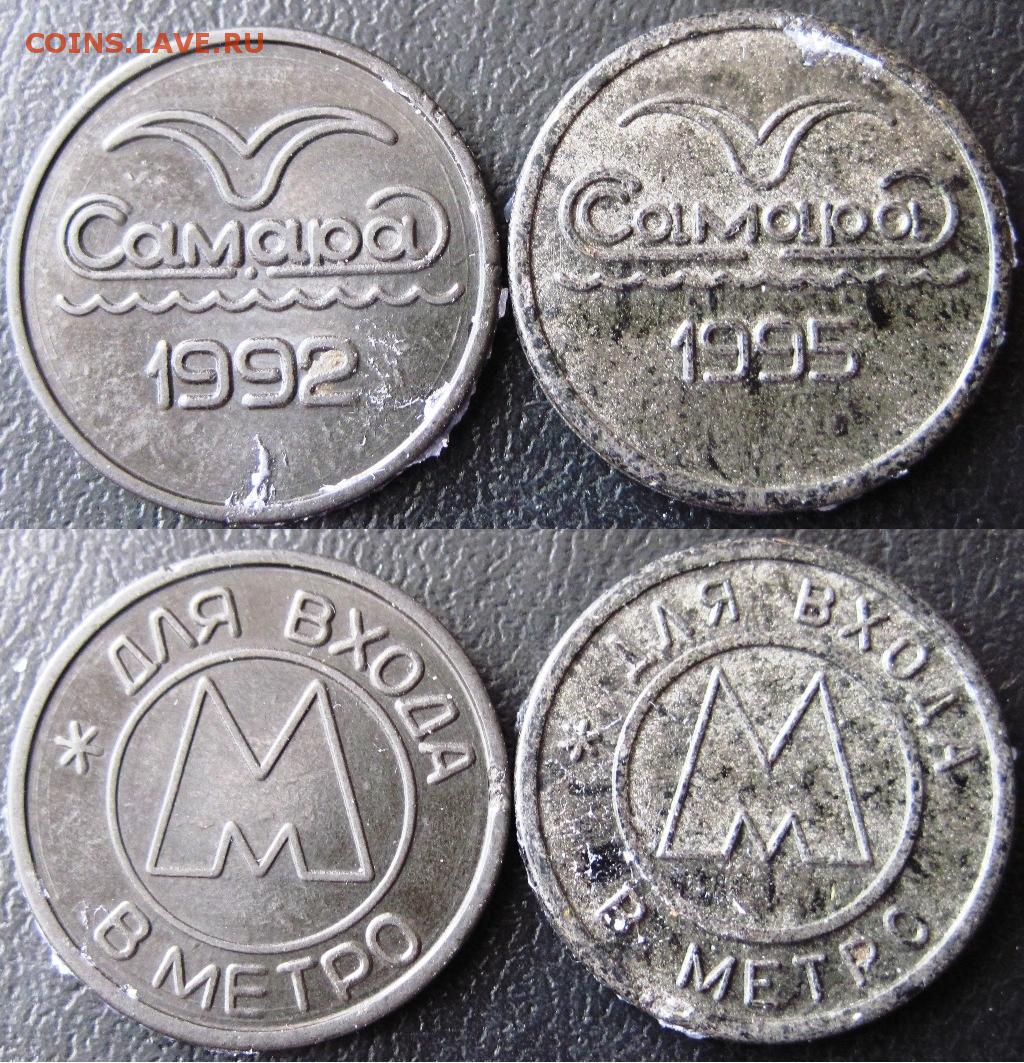 COINS.LAVE.RU
Самара
1992
Самара
1995
* ДЛЯ ВХОДА
В МЕТРО
* ДЛЯ ВХОДА
В МЕТРО